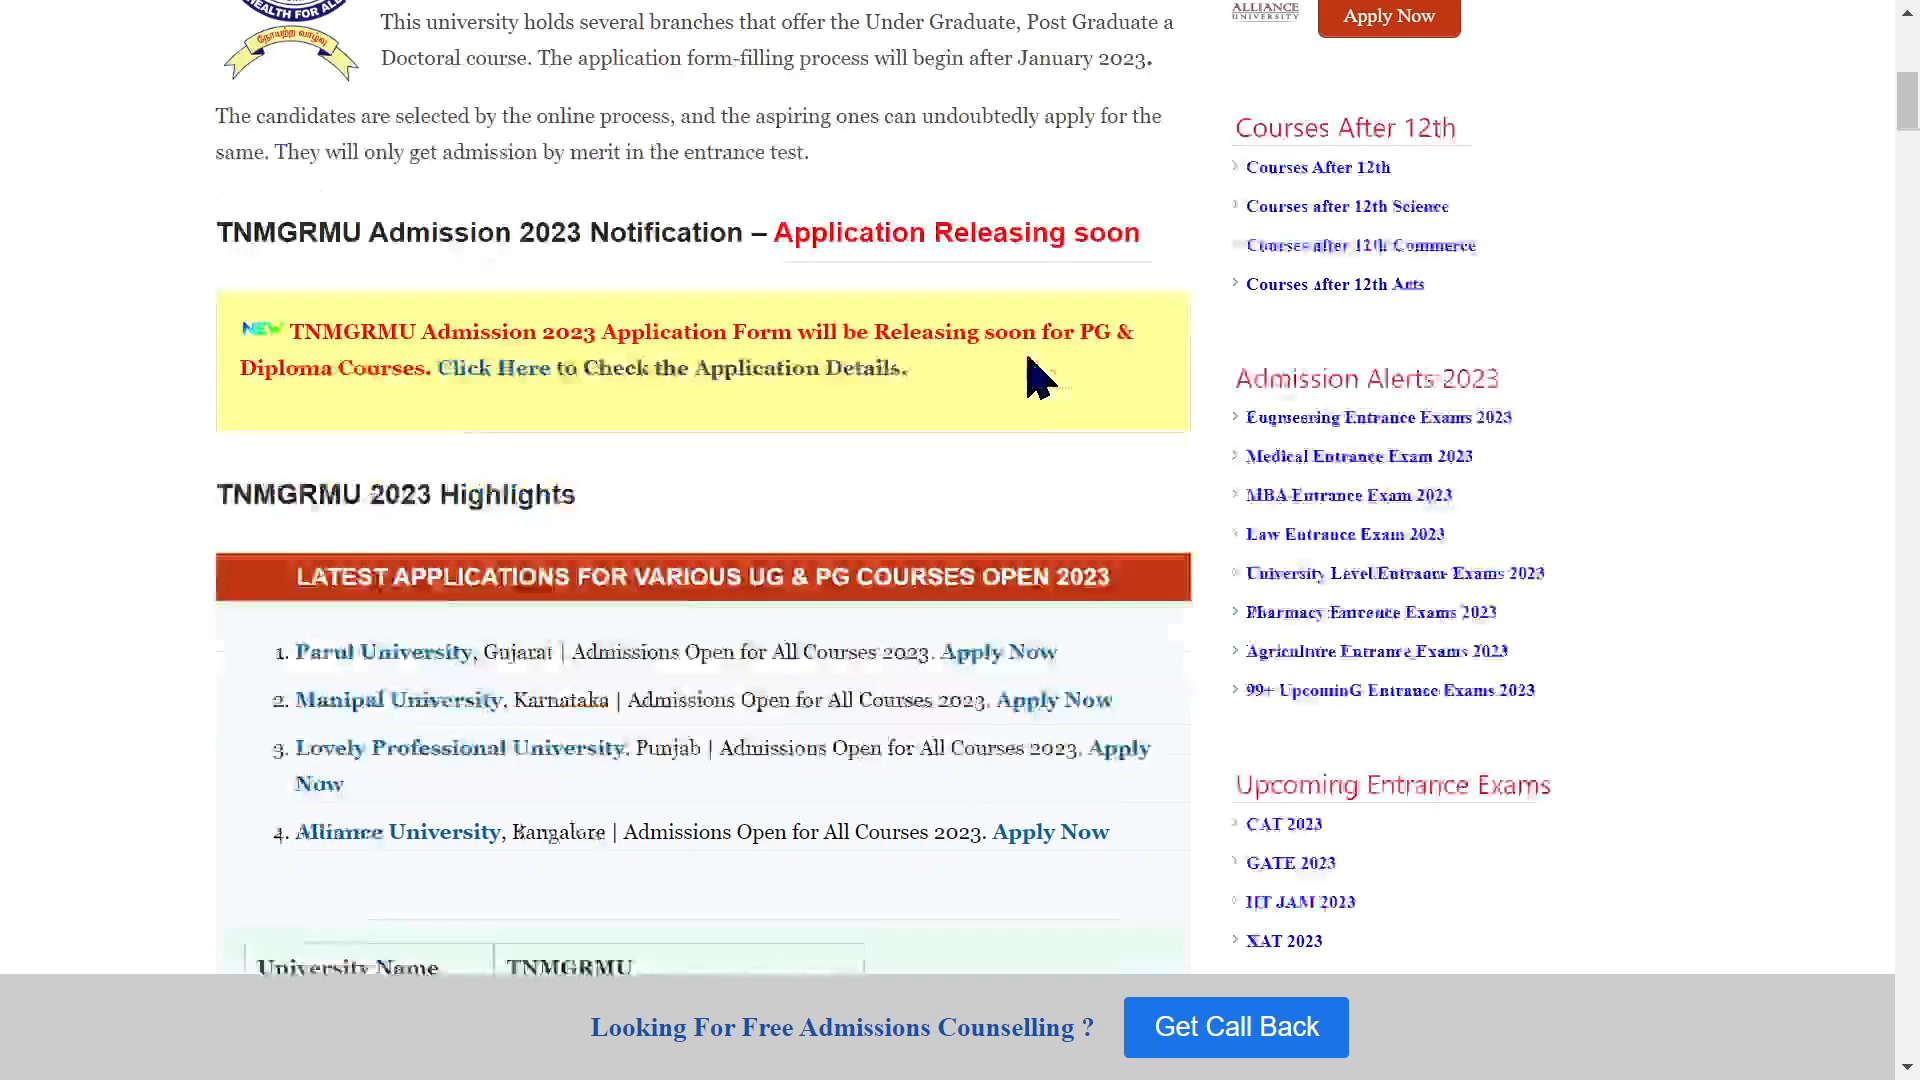 HEALTH FOR ALL
நோயற்ற வாழ்வு
This university holds several branches that offer the Under Graduate, Post Graduate a
Doctoral course. The application form-filling process will begin after January 2023.
The candidates are selected by the online process, and the aspiring ones can undoubtedly apply for the
same. They will only get admission by merit in the entrance test.
TNMGRMU Admission 2023 Notification – Application Releasing soon
NEW TNMGRMU Admission 2023 Application Form will be Releasing soon for PG &
Diploma Courses. Click Here to Check the Application Details.
TNMGRMU 2023 Highlights
LATEST APPLICATIONS FOR VARIOUS UG & PG COURSES OPEN 2023
1. Parul University, Gujarat | Admissions Open for All Courses 2023. Apply Now
2. Manipal University, Karnataka | Admissions Open for All Courses 2023. Apply Now
3. Lovely Professional University, Punjab | Admissions Open for All Courses 2023. Apply
Now
4. Alliance University, Bangalore | Admissions Open for All Courses 2023. Apply Now
University Name TNMGRMU
ALLIANCE
UNIVERSITY
Apply Now
Courses After 12th
Courses After 12th
Courses after 12th Science
Courses after 12th Commerce
Courses after 12th Arts
Admission Alerts 2023
Engineering Entrance Exams 2023
Medical Entrance Exam 2023
MBA Entrance Exam 2023
Law Entrance Exam 2023
University Level Entrance Exams 2023
Pharmacy Entrance Exams 2023
Agriculture Entrance Exams 2023
99+ UpcominG Entrance Exams 2023
Upcoming Entrance Exams
CAT 2023
GATE 2023
IIT JAM 2023
XAT 2023
Looking For Free Admissions Counselling ?
Get Call Back